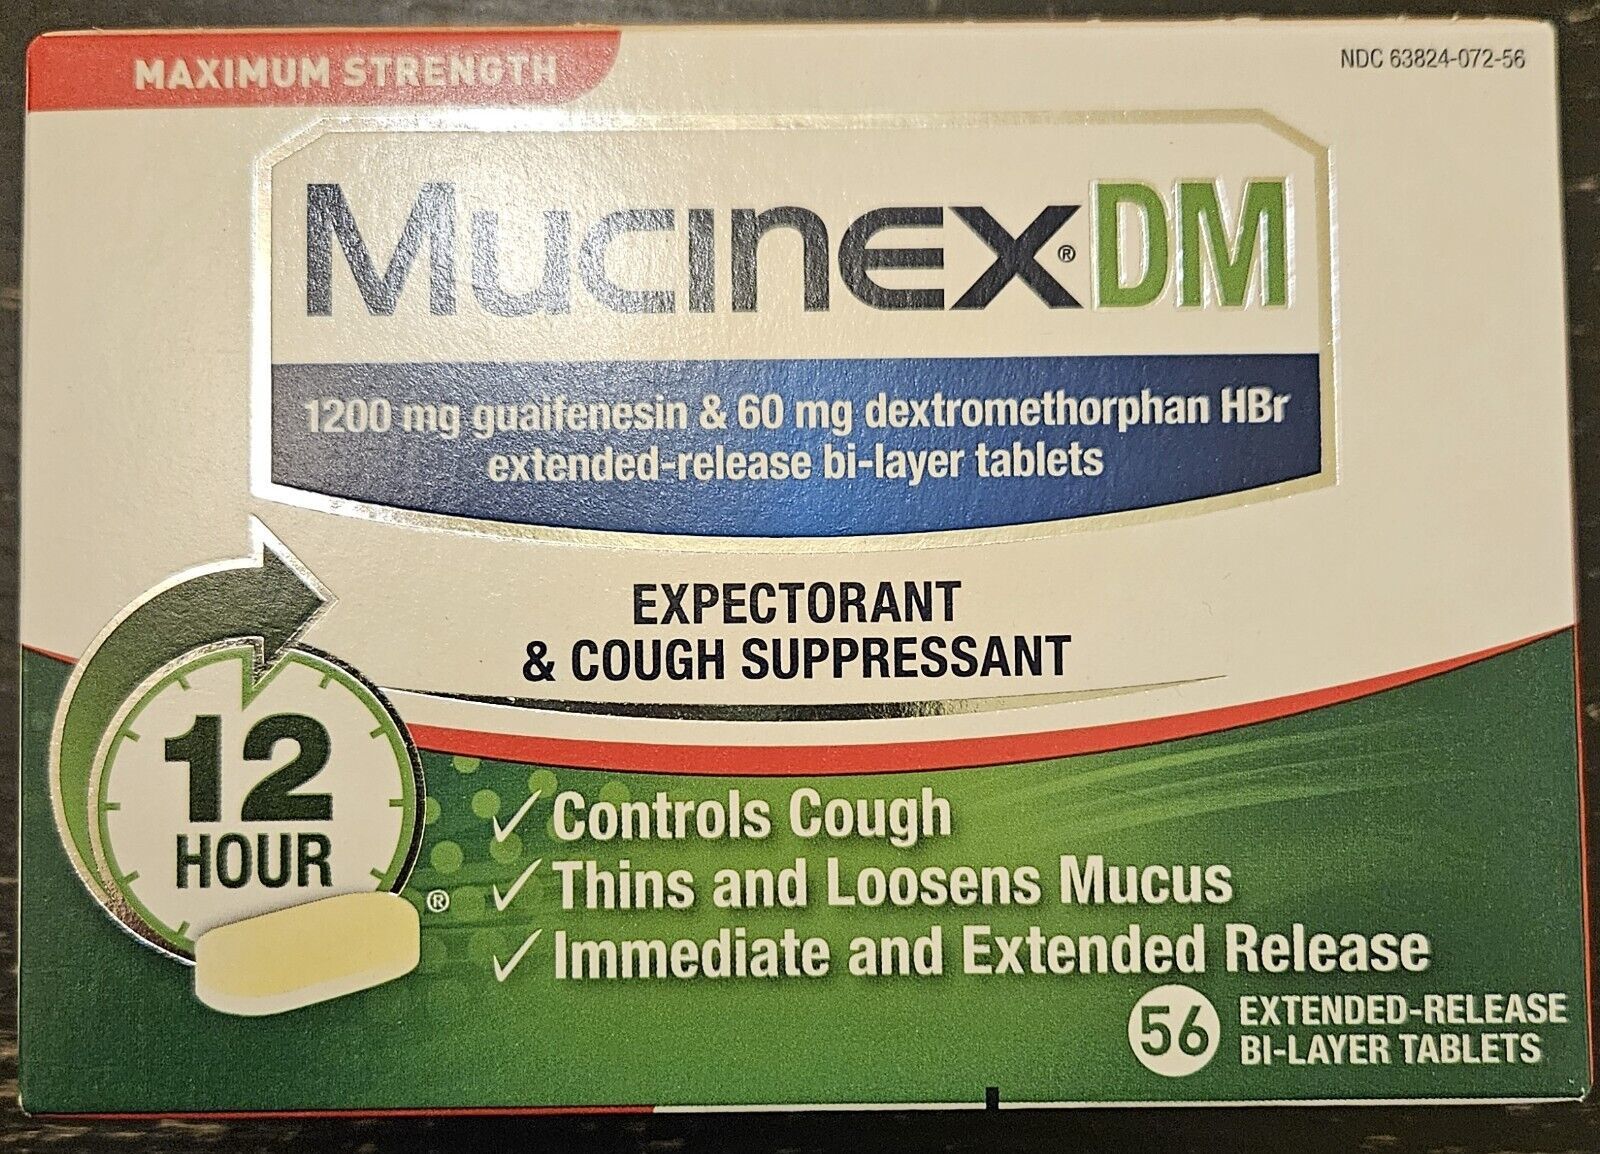 MAXIMUM STRENGTH
NDC 63824-072-56
Mucinex® DM
1200 mg guaifenesin & 60 mg dextromethorphan HBr
extended-release bi-layer tablets
EXPECTORANT
& COUGH SUPPRESSANT
12
HOUR
®
✓ Controls Cough
✓ Thins and Loosens Mucus
✓ Immediate and Extended Release
56 EXTENDED-RELEASE
BI-LAYER TABLETS